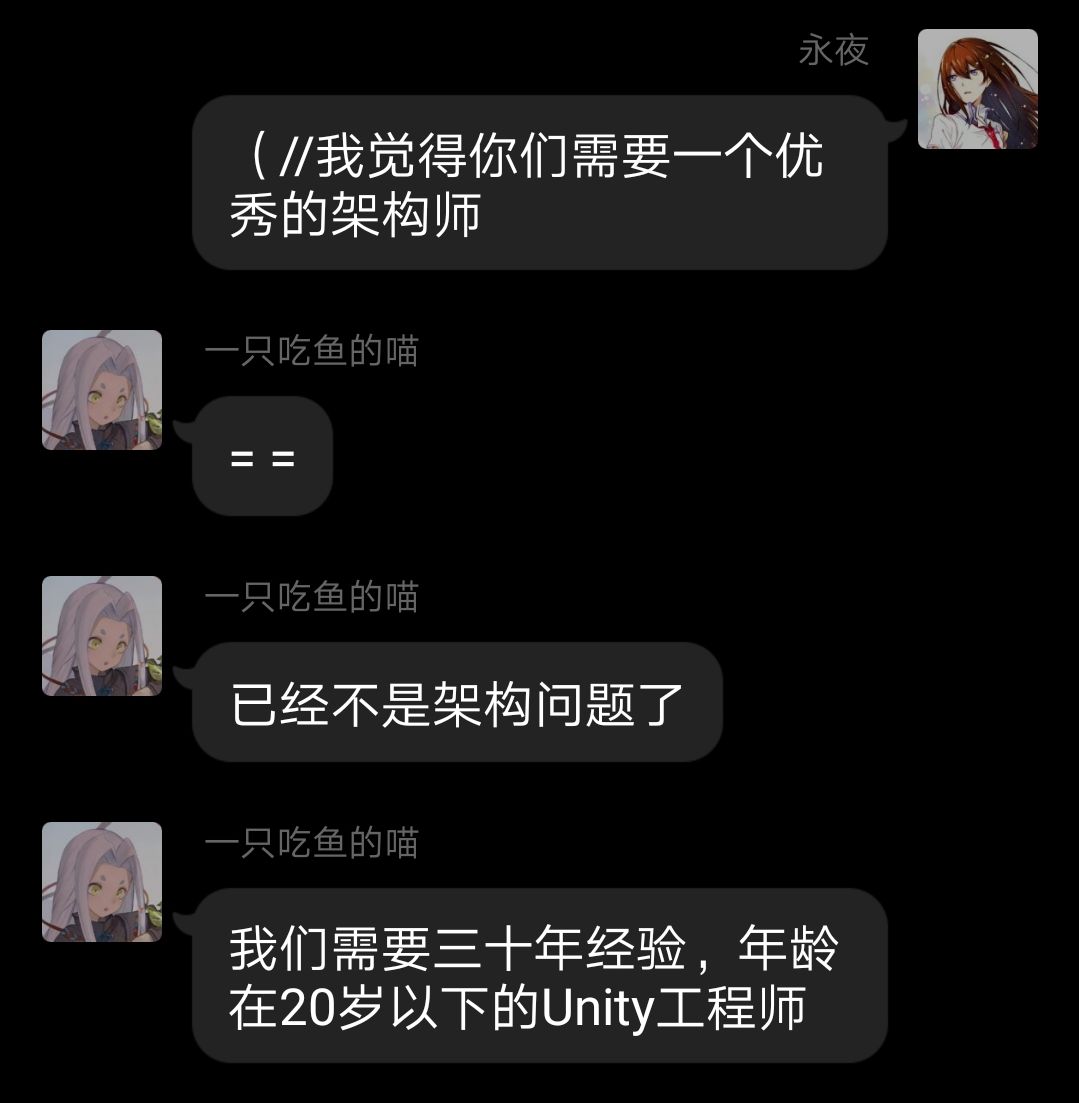 永夜
（//我觉得你们需要一个优
秀的架构师
一只吃鱼的喵
= =
一只吃鱼的喵
已经不是架构问题了
一只吃鱼的喵
我们需要三十年经验，年龄
在20岁以下的Unity工程师